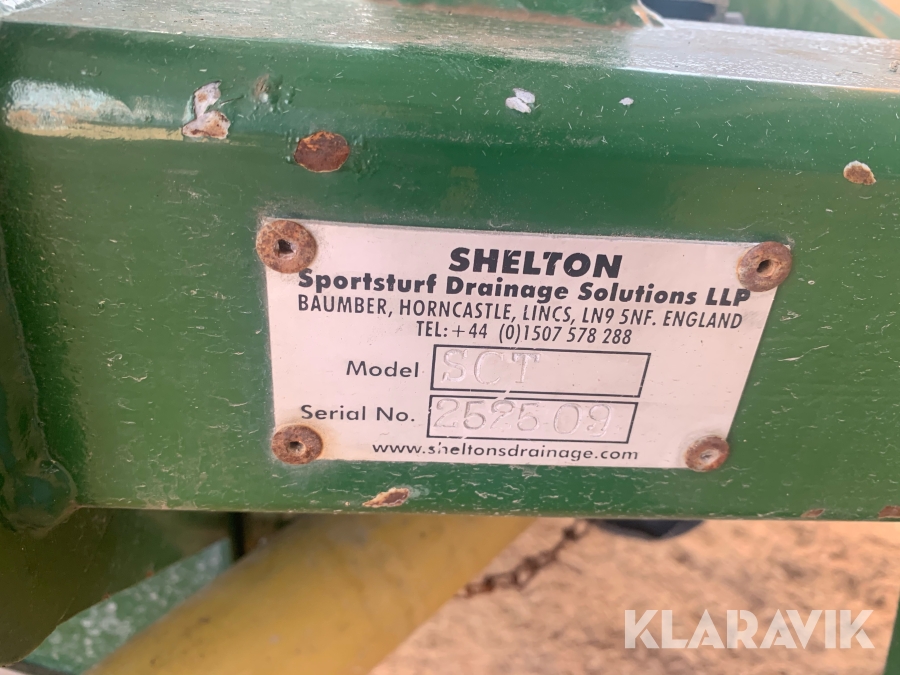 SHELTON
Sportsturf Drainage Solutions LLP
BAUMBER, HORNCASTLE, LINCS, LN9 5NF. ENGLAND
TEL: +44 (0)1507 578 288
Model SCT
Serial No. 2595 09
www.sheltonsdrainage.com
KLARAVIK